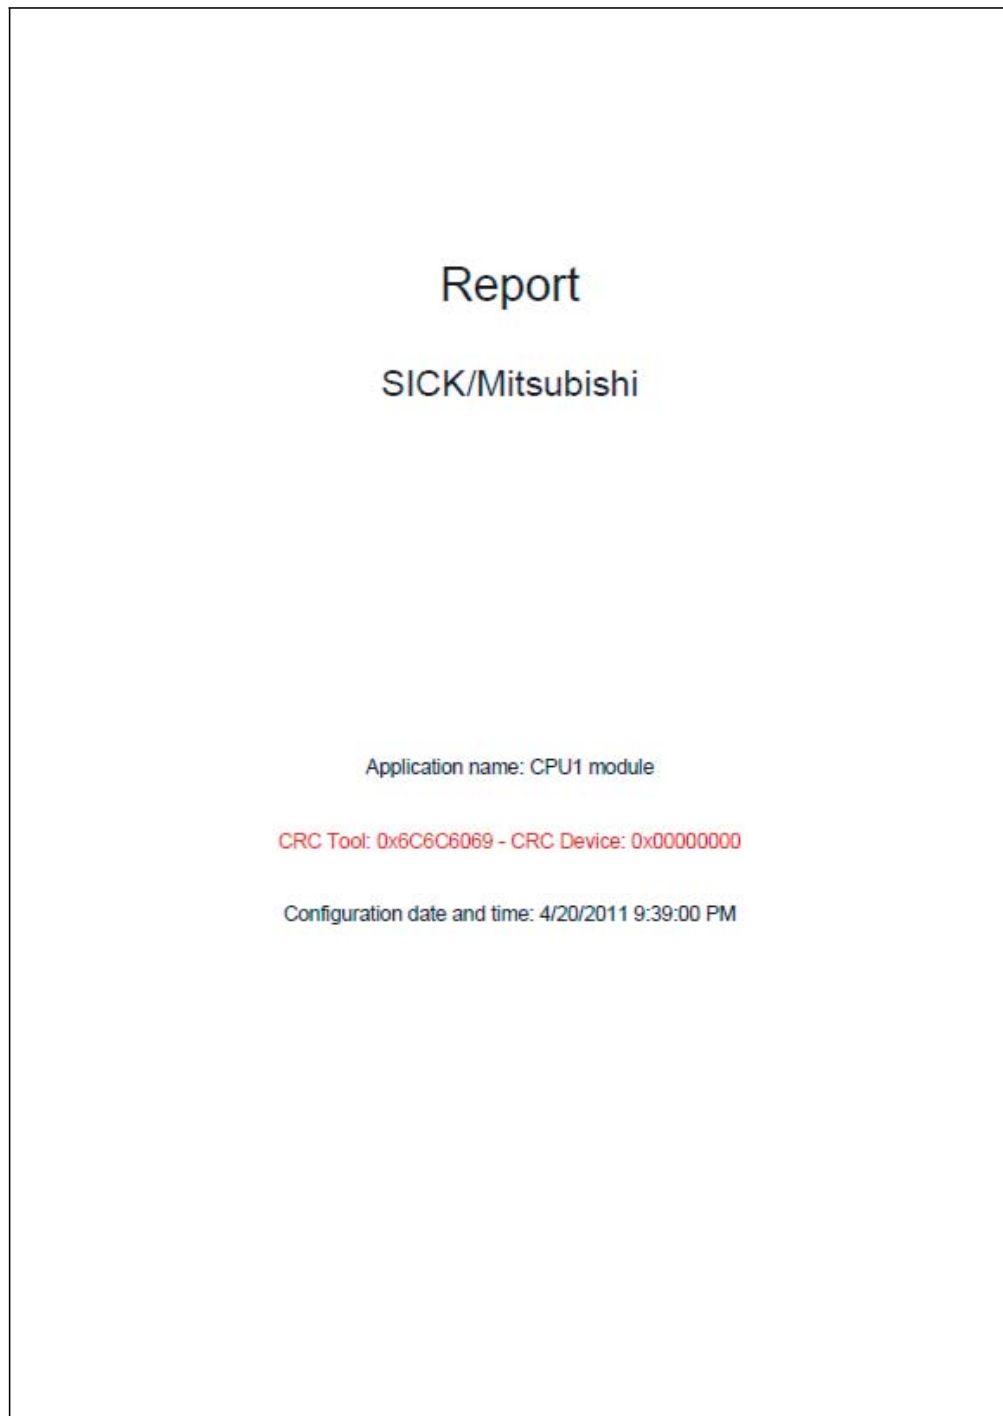 Report
SICK/Mitsubishi
Application name: CPU1 module
CRC Tool: 0x6C6C6069 - CRC Device: 0x00000000
Configuration date and time: 4/20/2011 9:39:00 PM